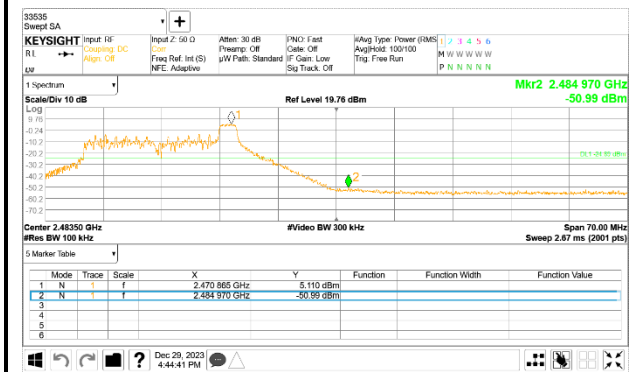 33535
Swept SA
KEYSIGHT Input: RF Input Z: 50 Ω Atten: 30 dB PNO: Fast #Avg Type: Power (RMS 1 2 3 4 5 6
RL Coupling: DC Corr Preamp: Off Gate: Off Avg|Hold: 100/100 M W W W W W
Align: Off Freq Ref: Int (S) µW Path: Standard IF Gain: Low Trig: Free Run
NFE: Adaptive Sig Track: Off P N N N N N
1 Spectrum Mkr2 2.484 970 GHz
Scale/Div 10 dB Ref Level 19.76 dBm -50.99 dBm
Log
9.76
-0.24
-10.2
-20.2
-30.2
-40.2
-50.2
-60.2
-70.2
1
2
Center 2.48350 GHz #Video BW 300 kHz Span 70.00 MHz
#Res BW 100 kHz Sweep 2.67 ms (2001 pts)
5 Marker Table
Mode Trace Scale X Y Function Function Width Function Value
1 N 1 f 2.470 865 GHz 5.110 dBm
2 N 1 f 2.484 970 GHz -50.99 dBm
3
4
5
6
? Dec 29, 2023
4:44:41 PM